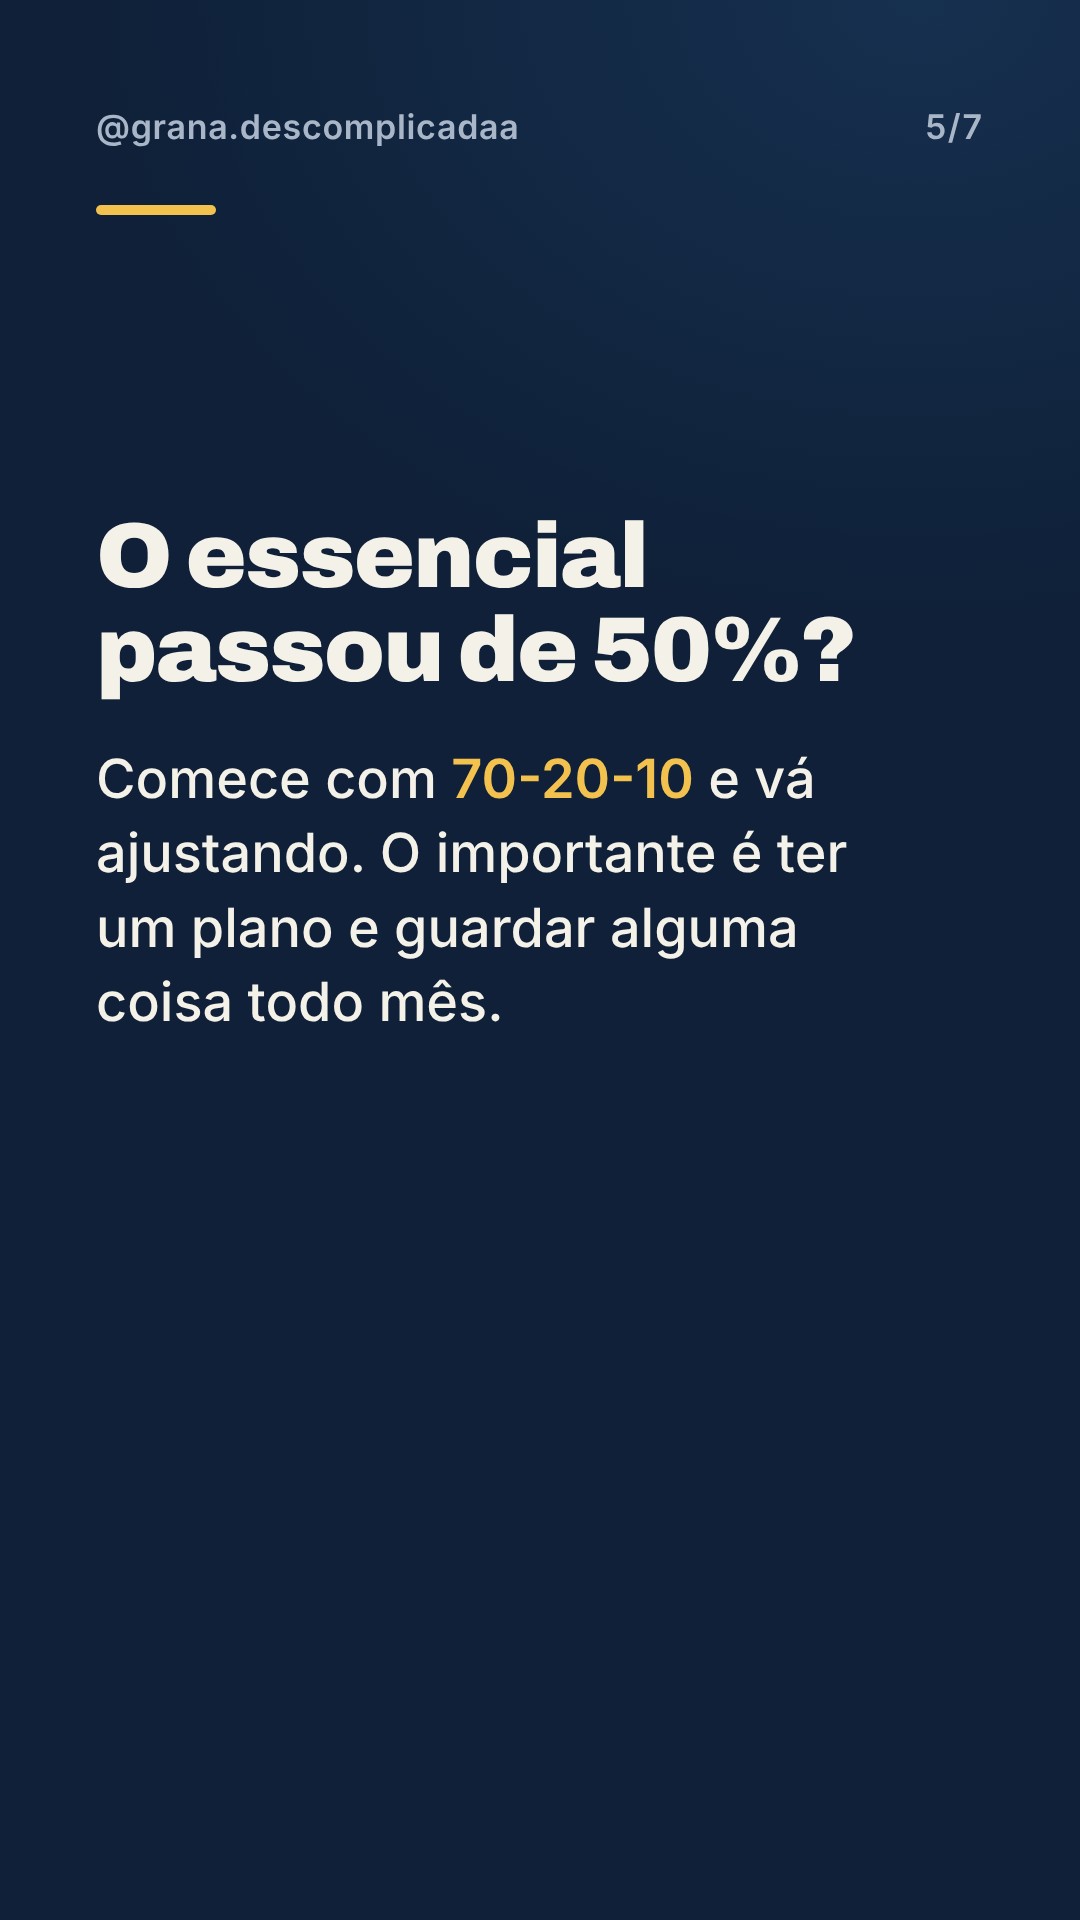 @grana.descomplicadaa
5/7
O essencial
passou de 50%?
Comece com 70-20-10 e vá
ajustando. O importante é ter
um plano e guardar alguma
coisa todo mês.